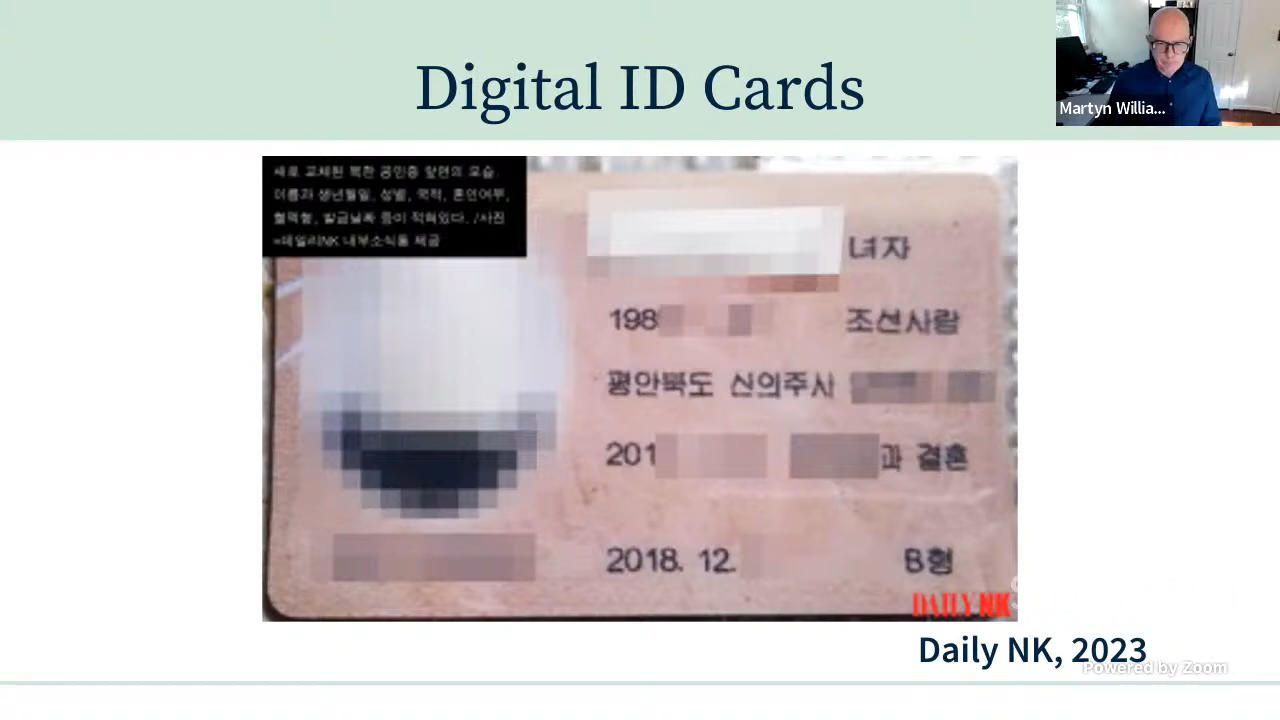 Digital ID Cards
Martyn Willia...
새로 교체된 북한 공민증 앞면의 모습.
이름과 생년월일, 성별, 국적, 혼인여부,
혈액형, 발급날짜 등이 적혀있다. /사진
=데일리NK 내부소식통 제공
녀자
198
조선사람
평안북도 신의주시
201
과 결혼
2018. 12.
B형
DAILY NK
Daily NK, 2023
Powered by Zoom